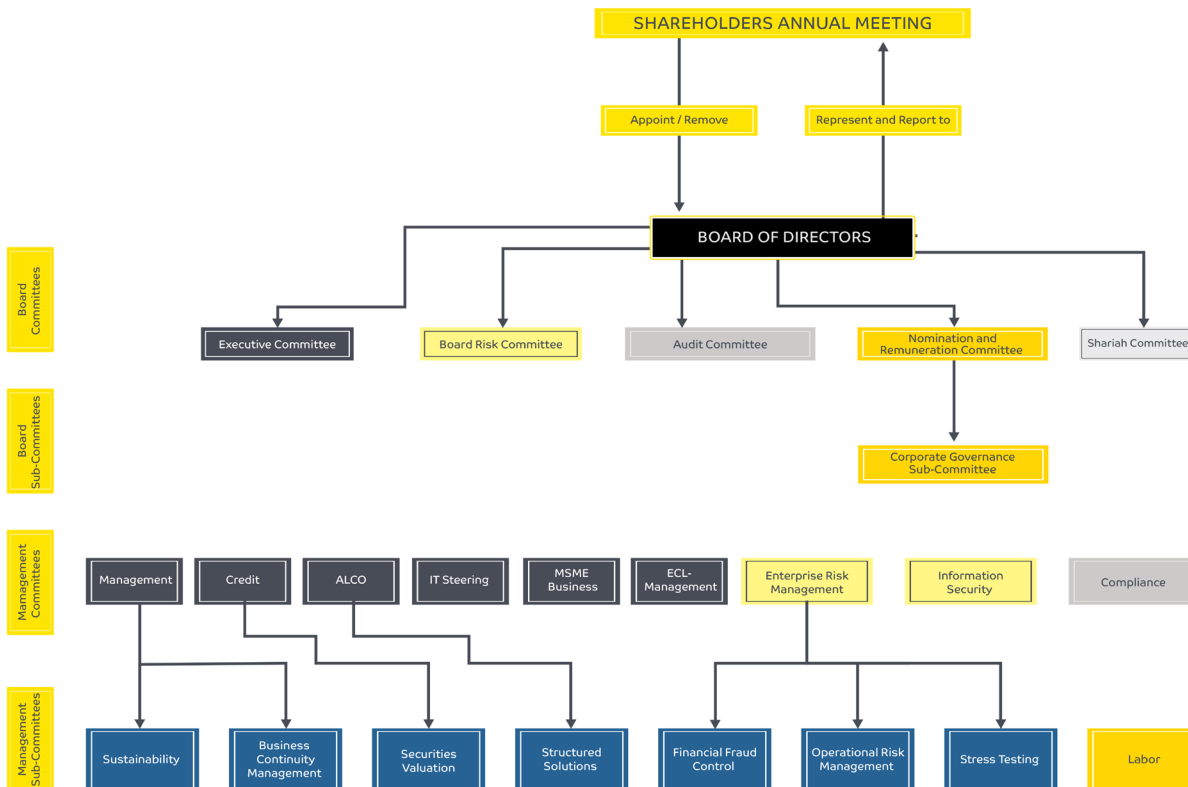 SHAREHOLDERS ANNUAL MEETING
Appoint / Remove
Represent and Report to
BOARD OF DIRECTORS
Board
Committees
Executive Committee
Board Risk Committee
Audit Committee
Nomination and
Remuneration Committee
Shariah Committee
Board
Sub-Committees
Corporate Governance
Sub-Committee
Mamagement
Committees
Management
Credit
ALCO
IT Steering
MSME
Business
ECL-
Management
Enterprise Risk
Management
Information
Security
Compliance
Management
Sub-Committees
Sustainability
Business
Continuity
Management
Securities
Valuation
Structured
Solutions
Financial Fraud
Control
Operational Risk
Management
Stress Testing
Labor